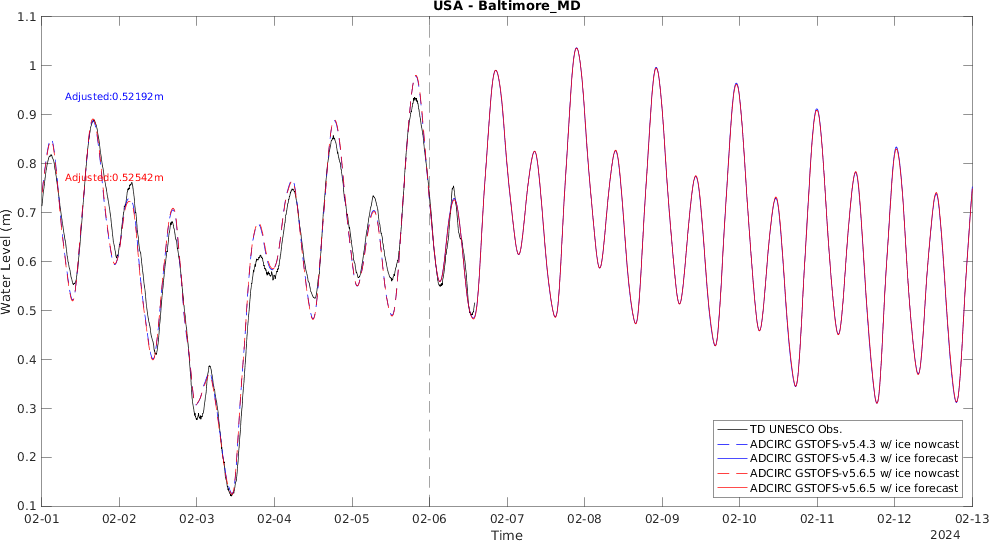 USA - Baltimore_MD
1.1
1
0.9
0.8
0.7
0.6
0.5
0.4
0.3
0.2
0.1
Water Level (m)
Adjusted:0.52192m
Adjusted:0.52542m
TD UNESCO Obs.
ADCIRC GSTOFS-v5.4.3 w/ ice nowcast
ADCIRC GSTOFS-v5.4.3 w/ ice forecast
ADCIRC GSTOFS-v5.6.5 w/ ice nowcast
ADCIRC GSTOFS-v5.6.5 w/ ice forecast
02-01 02-02 02-03 02-04 02-05 02-06 02-07 02-08 02-09 02-10 02-11 02-12 02-13
Time
2024